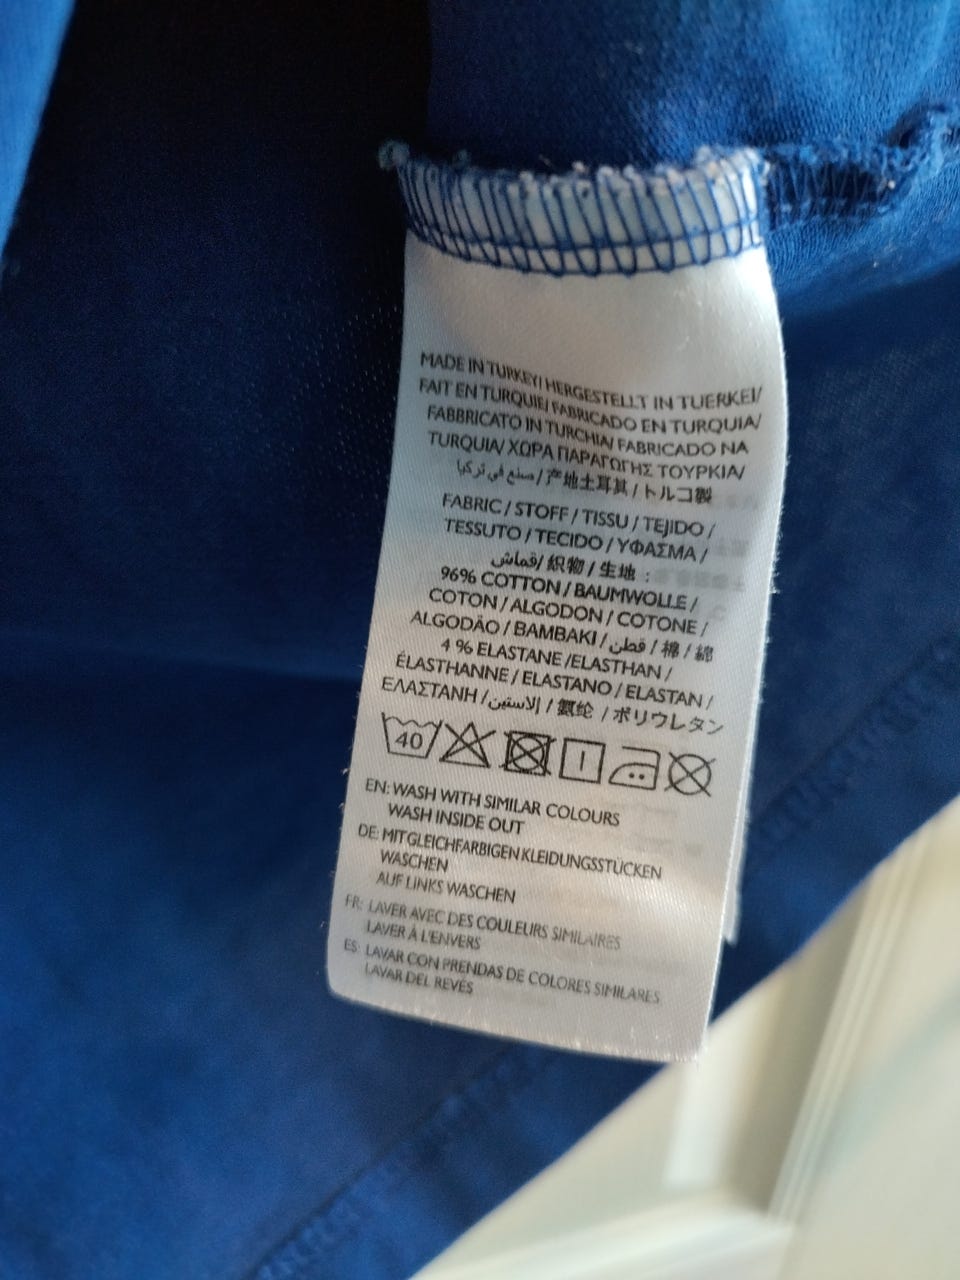 MADE IN TURKEY/ HERGESTELLT IN TUERKEI/
FAIT EN TURQUIE/ FABRICADO EN TURQUIA/
FABBRICATO IN TURCHIA/ FABRICADO NA
TURQUIA/ ΧΩΡΑ ΠΑΡΑΓΩΓΗΣ ΤΟΥΡΚΙΑ/
صنع في تركيا / 产地土耳其 / トルコ製
FABRIC / STOFF / TISSU / TEJIDO /
TESSUTO / TECIDO / ΥΦΑΣΜΑ /
قماش / 織物 / 生地 :
96% COTTON / BAUMWOLLE /
COTON / ALGODON / COTONE /
ALGODÃO / BAMBAKI / قطن / 棉 / 綿
4 % ELASTANE /ELASTHAN /
ÉLASTHANNE / ELASTANO / ELASTAN /
ΕΛΑΣΤΑΝΗ / الاستين / 氨纶 / ポリウレタン
40
EN: WASH WITH SIMILAR COLOURS
WASH INSIDE OUT
DE: MIT GLEICHFARBIGEN KLEIDUNGSSTÜCKEN
WASCHEN
AUF LINKS WASCHEN
FR: LAVER AVEC DES COULEURS SIMILAIRES
LAVER À L'ENVERS
ES: LAVAR CON PRENDAS DE COLORES SIMILARES
LAVAR DEL REVÉS